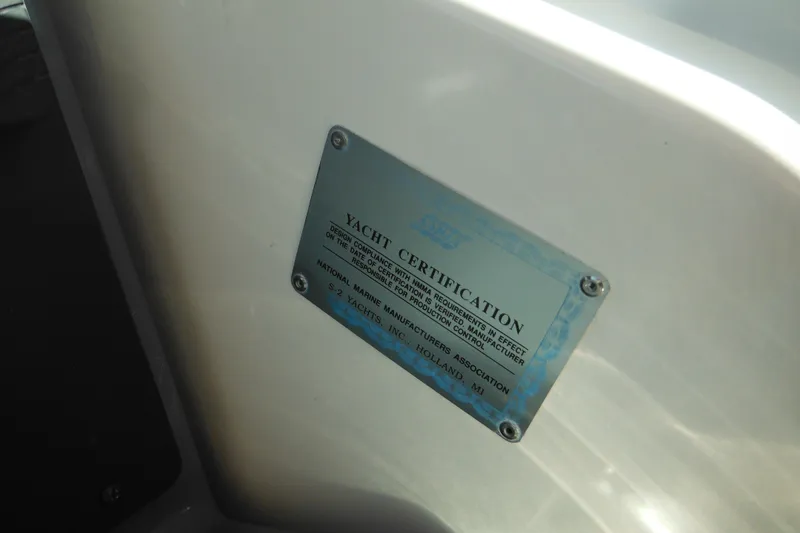 YACHT CERTIFICATION
DESIGN COMPLIANCE WITH NMMA REQUIREMENTS IN EFFECT
OR THE DATE OF CERTIFICATION IS VERIFIED. MANUFACTURER
RESPONSIBLE FOR PRODUCTION CONTROL.
NATIONAL MARINE MANUFACTURERS ASSOCIATION
S-2 YACHTS, INC., HOLLAND, MI